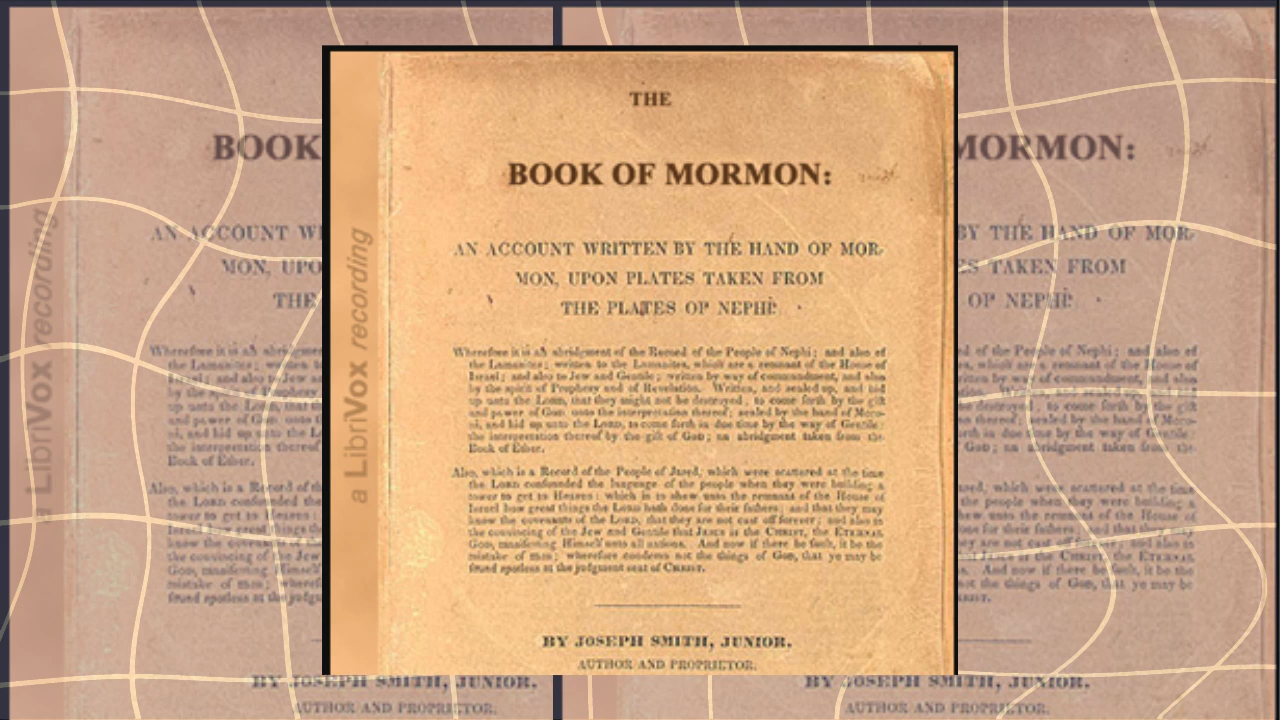 THE
BOOK OF MORMON:
AN ACCOUNT WRITTEN BY THE HAND OF MOR-
MON, UPON PLATES TAKEN FROM
THE PLATES OF NEPHI.
Wherefore it is an abridgment of the Record of the People of Nephi; and also of
the Lamanites; written to the Lamanites, which are a remnant of the House of
Israel; and also to Jew and Gentile; written by way of commandment, and also
by the spirit of Prophecy and of Revelation. Written, and sealed up, and hid
up unto the LORD, that they might not be destroyed; to come forth by the gift
and power of GOD, unto the interpretation thereof; sealed by the hand of Moro-
ni, and hid up unto the LORD, to come forth in due time by the way of Gentile;
the interpretation thereof by the gift of GOD; an abridgment taken from the
Book of Ether.
Also, which is a Record of the People of Jared, which were scattered at the time
the LORD confounded the language of the people when they were building a
tower to get to Heaven: which is to shew unto the remnant of the House of
Israel how great things the LORD hath done for their fathers; and that they may
know the covenants of the LORD, that they are not cast off forever; and also to
the convincing of the Jew and Gentile that JESUS is the CHRIST, the ETERNAL
GOD, manifesting Himself unto all nations. And now if there be fault, it be the
mistake of men; wherefore condemn not the things of GOD, that ye may be
found spotless at the judgment seat of CHRIST.
BY JOSEPH SMITH, JUNIOR.
AUTHOR AND PROPRIETOR.
a LibriVox recording